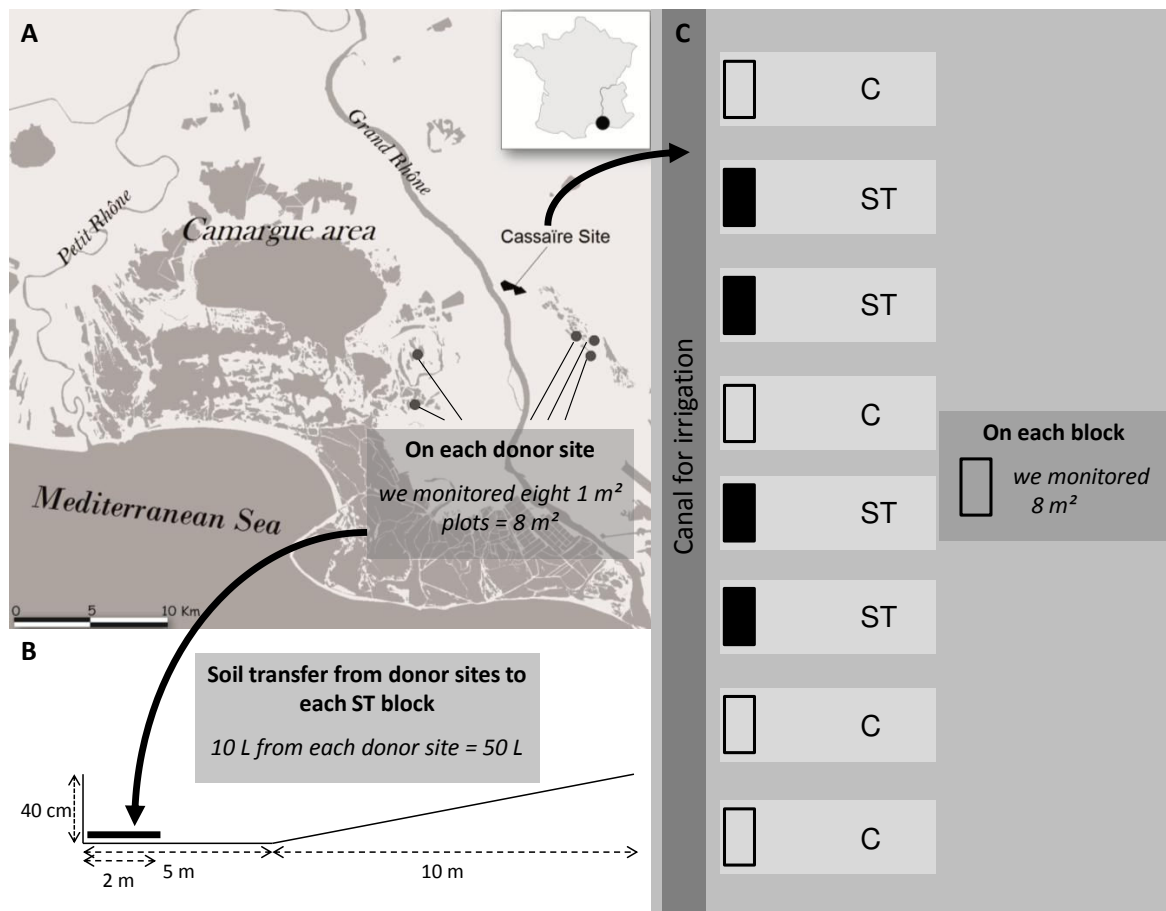 A
Petit Rhône
Grand Rhône
Camargue area
Cassaïre Site
On each donor site
we monitored eight 1 m²
plots = 8 m²
Mediterranean Sea
0 5 10 Km
B
Soil transfer from donor sites to
each ST block
10 L from each donor site = 50 L
40 cm
5 m
2 m
10 m
C
Canal for irrigation
C
ST
ST
C
ST
ST
C
C
On each block
we monitored
8 m²